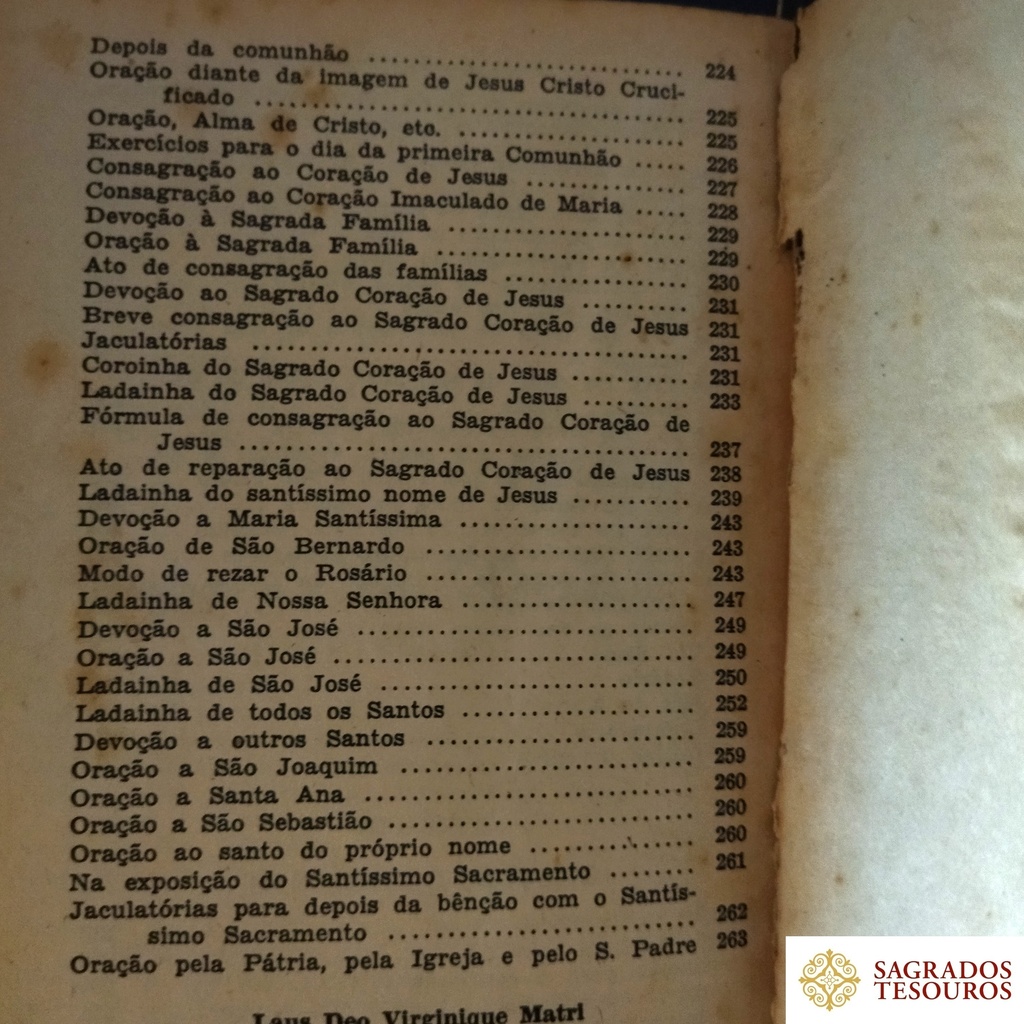 Depois da comunhão ................................ 224
Oração diante da imagem de Jesus Cristo Cruci-
ficado ........................................... 225
Oração, Alma de Cristo, etc. ...................... 225
Exercícios para o dia da primeira Comunhão ..... 226
Consagração ao Coração de Jesus ................ 227
Consagração ao Coração Imaculado de Maria ..... 228
Devoção à Sagrada Família ........................ 229
Oração à Sagrada Família ......................... 229
Ato de consagração das famílias .................. 230
Devoção ao Sagrado Coração de Jesus .......... 231
Breve consagração ao Sagrado Coração de Jesus 231
Jaculatórias ........................................ 231
Coroinha do Sagrado Coração de Jesus ........... 231
Ladainha do Sagrado Coração de Jesus .......... 233
Fórmula de consagração ao Sagrado Coração de
Jesus .......................................... 237
Ato de reparação ao Sagrado Coração de Jesus 238
Ladainha do santíssimo nome de Jesus ........... 239
Devoção a Maria Santíssima ...................... 243
Oração de São Bernardo .......................... 243
Modo de rezar o Rosário .......................... 243
Ladainha de Nossa Senhora ...................... 247
Devoção a São José ................................ 249
Oração a São José .................................. 249
Ladainha de São José .............................. 250
Ladainha de todos os Santos ...................... 252
Devoção a outros Santos .......................... 259
Oração a São Joaquim ............................ 259
Oração a Santa Ana ................................ 260
Oração a São Sebastião ............................ 260
Oração ao santo do próprio nome ................ 260
Na exposição do Santíssimo Sacramento ........ 261
Jaculatórias para depois da bênção com o Santís-
simo Sacramento ............................... 262
Oração pela Pátria, pela Igreja e pelo S. Padre 263
Laus Deo Virginique Matri
SAGRADOS
TESOUROS